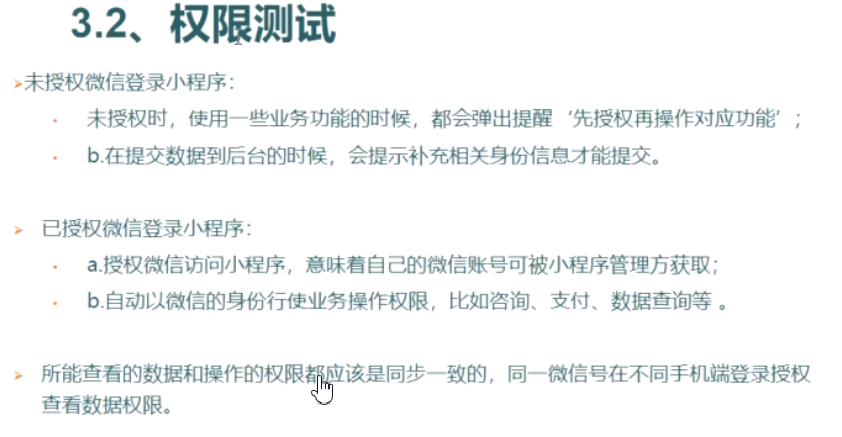 3.2、权限测试
➢未授权微信登录小程序：
• 未授权时，使用一些业务功能的时候，都会弹出提醒‘先授权再操作对应功能’；
• b.在提交数据到后台的时候，会提示补充相关身份信息才能提交。
➢ 已授权微信登录小程序：
• a.授权微信访问小程序，意味着自己的微信账号可被小程序管理方获取；
• b.自动以微信的身份行使业务操作权限，比如咨询、支付、数据查询等 。
➢ 所能查看的数据和操作的权限都应该是同步一致的，同一微信号在不同手机端登录授权
查看数据权限。